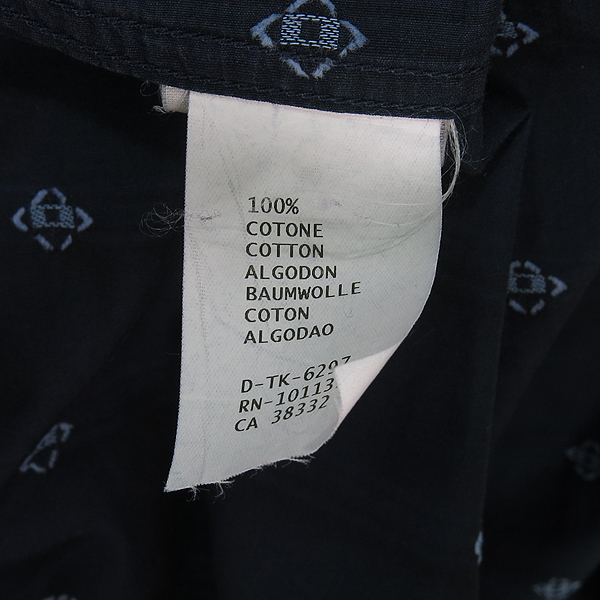 100%
COTONE
COTTON
ALGODON
BAUMWOLLE
COTON
ALGODAO
D-TK-6297
RN-10113
CA 38332